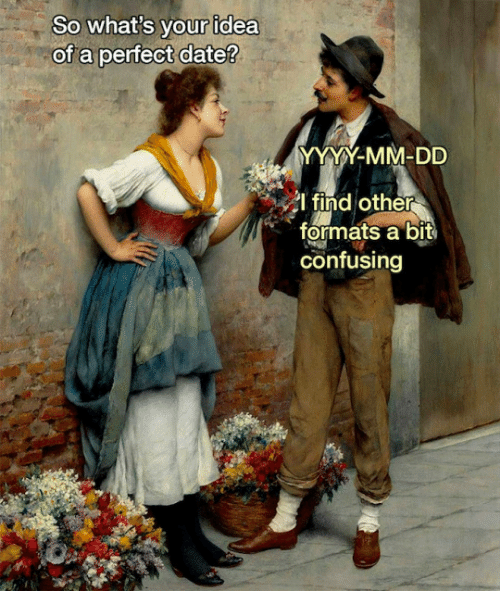 So what's your idea
of a perfect date?
YYYY-MM-DD
I find other
formats a bit
confusing